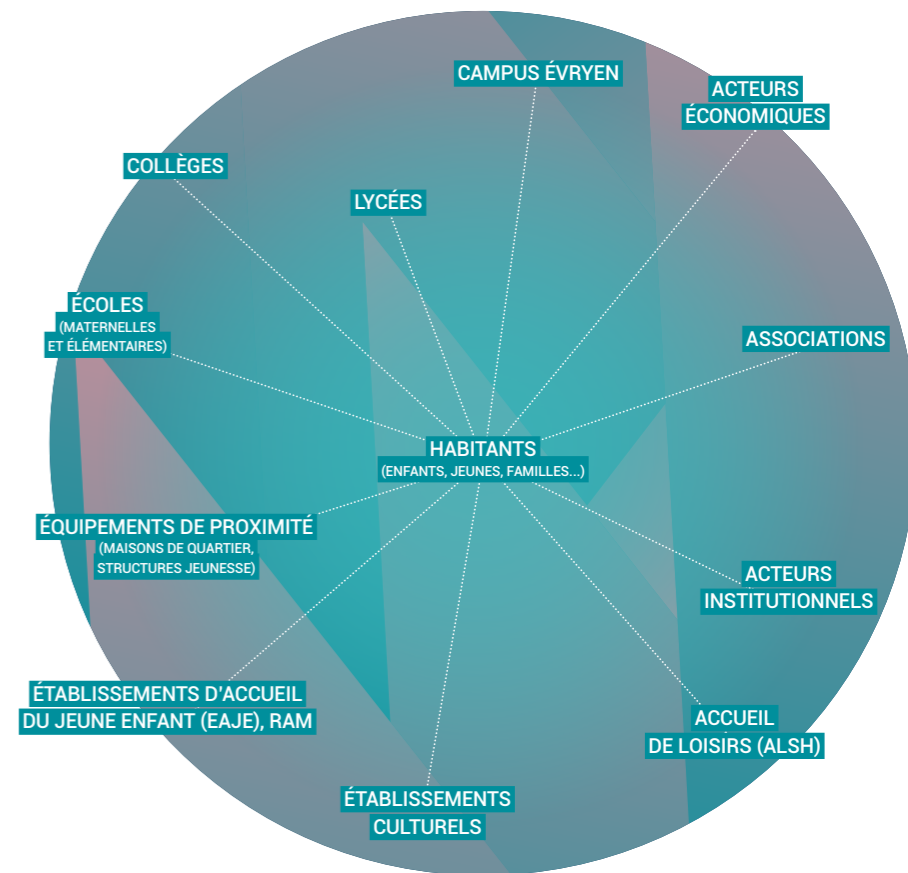 CAMPUS ÉVRYEN
ACTEURS
ÉCONOMIQUES
COLLÈGES
LYCÉES
ÉCOLES
(MATERNELLES
ET ÉLÉMENTAIRES)
ASSOCIATIONS
HABITANTS
(ENFANTS, JEUNES, FAMILLES...)
ÉQUIPEMENTS DE PROXIMITÉ
(MAISONS DE QUARTIER,
STRUCTURES JEUNESSE)
ACTEURS
INSTITUTIONNELS
ÉTABLISSEMENTS D'ACCUEIL
DU JEUNE ENFANT (EAJE), RAM
ACCUEIL
DE LOISIRS (ALSH)
ÉTABLISSEMENTS
CULTURELS